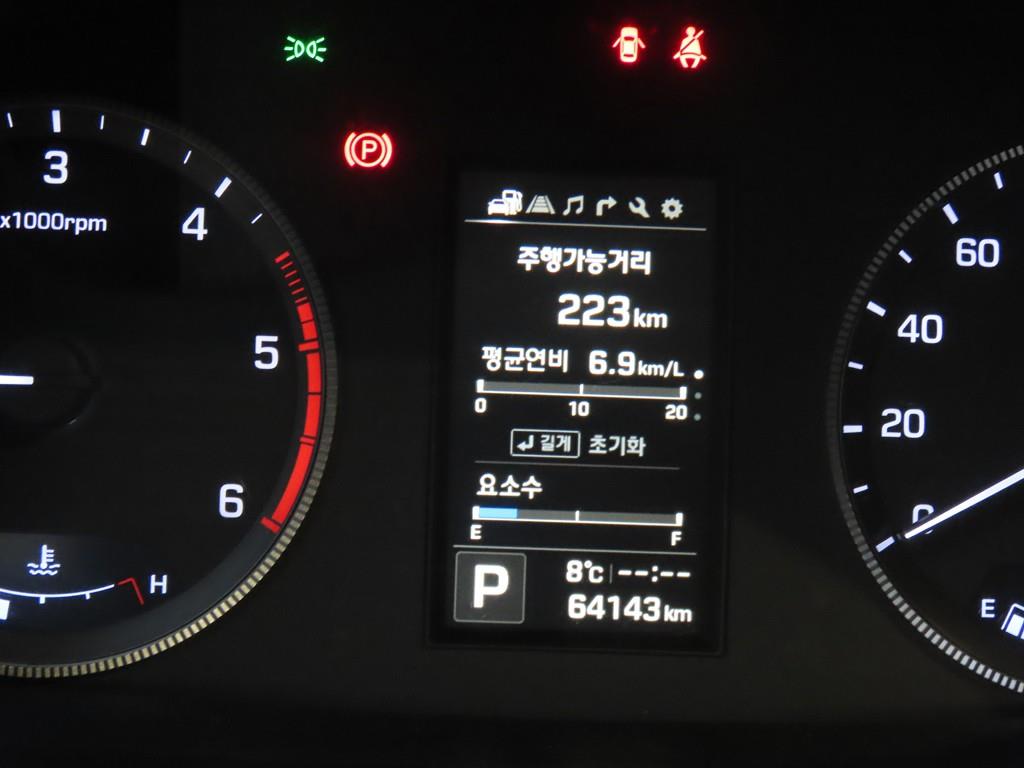 3
4
x1000rpm
5
6
H
P
주행가능거리
223km
평균연비 6.9km/L
0 10 20
길게 초기화
요소수
E F
P
8℃ --:--
64143km
60
40
20
0
E